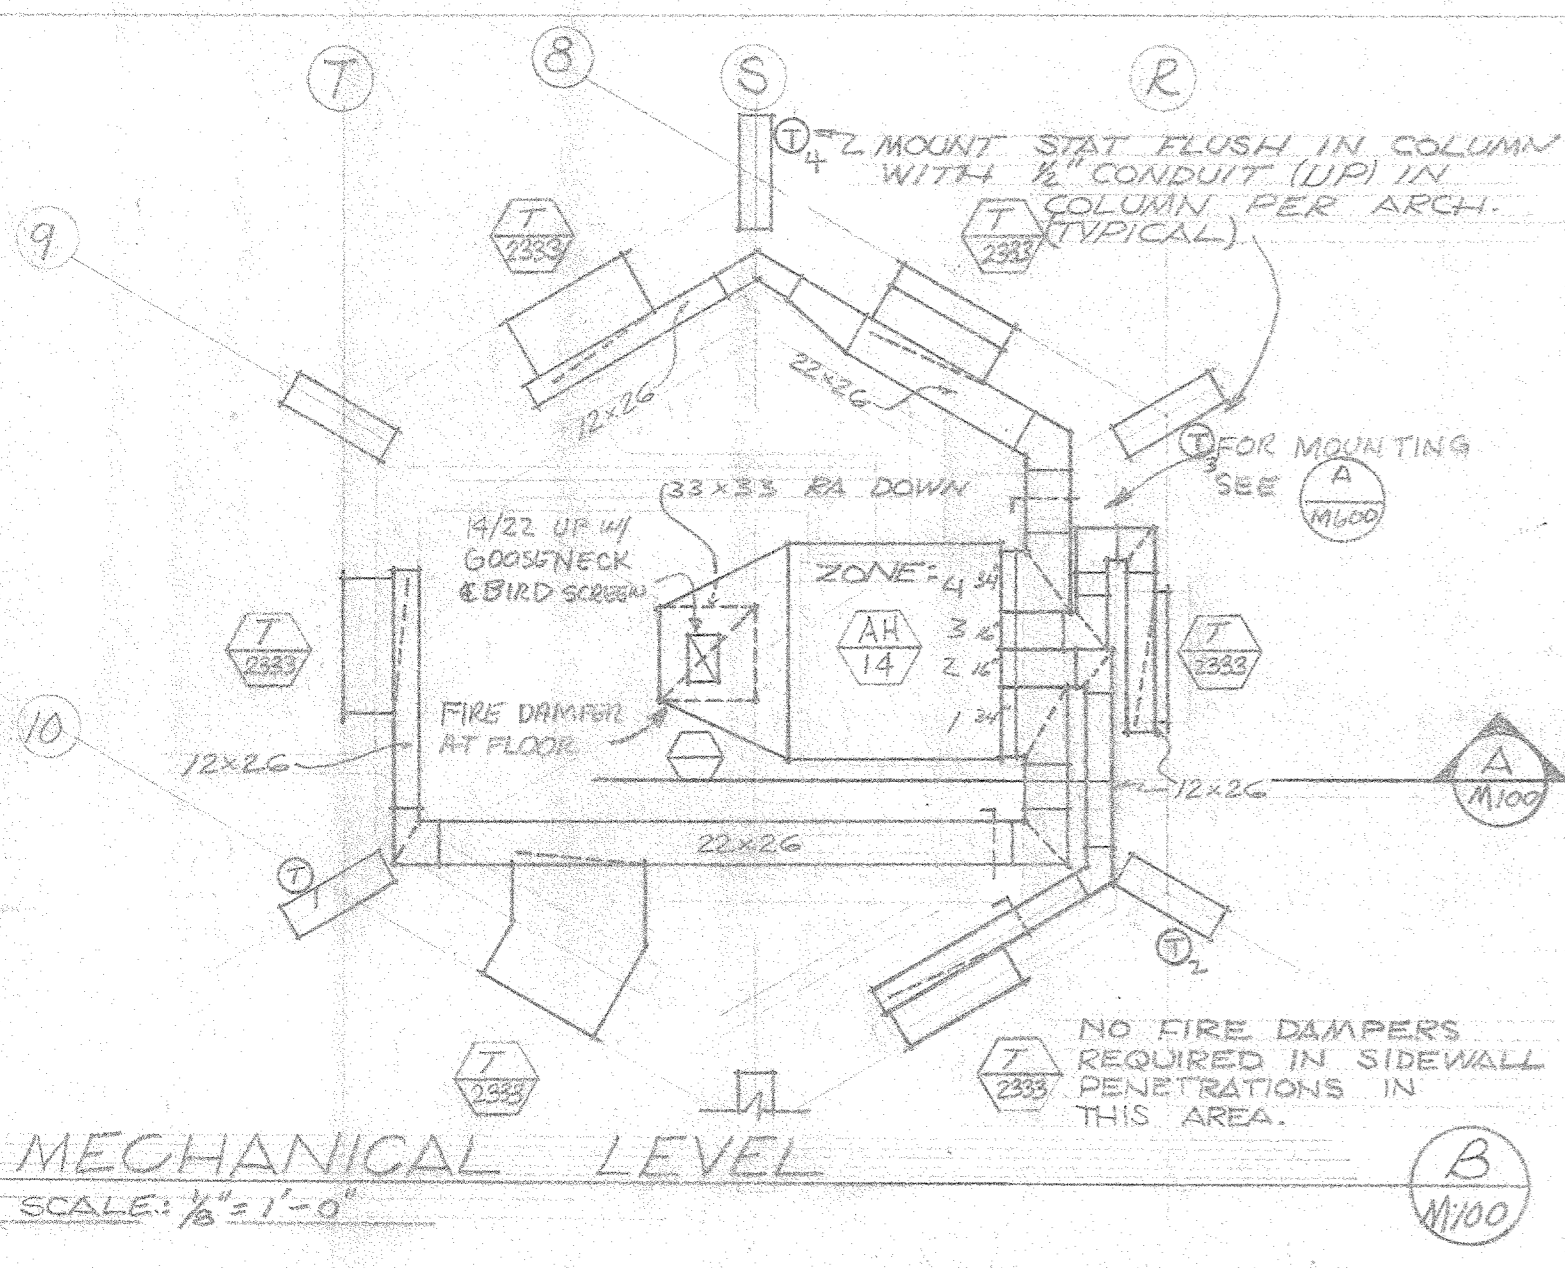 T
8
S
R
T 4
MOUNT STAT FLUSH IN COLUMN
WITH ½" CONDUIT (UP) IN
COLUMN PER ARCH.
(TYPICAL)
9
T
2333
T
2333
12x26
22x26
T 3
FOR MOUNTING
SEE
A
M600
33x33 RA DOWN
14/22 UP W/
GOOSENECK
& BIRD SCREEN
ZONE:
4 34"
3 16"
2 16"
1 34"
AH
14
T
2333
T
2333
10
FIRE DAMPER
AT FLOOR
12x26
12x26
A
M100
22x26
T 1
T 2
T
2333
T
2333
NO FIRE DAMPERS
REQUIRED IN SIDEWALL
PENETRATIONS IN
THIS AREA.
MECHANICAL LEVEL
SCALE: ⅛" = 1'-0"
B
M100